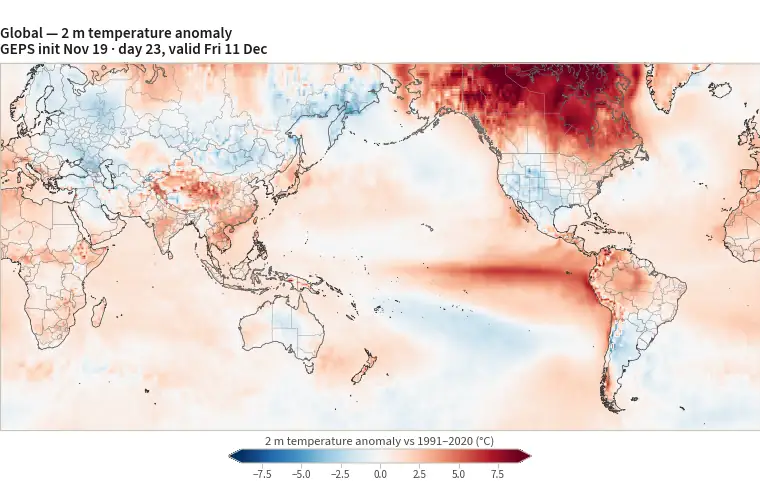 Global — 2 m temperature anomaly
GEPS init Nov 19 · day 23, valid Fri 11 Dec
2 m temperature anomaly vs 1991–2020 (°C)
−7.5 −5.0 −2.5 0.0 2.5 5.0 7.5